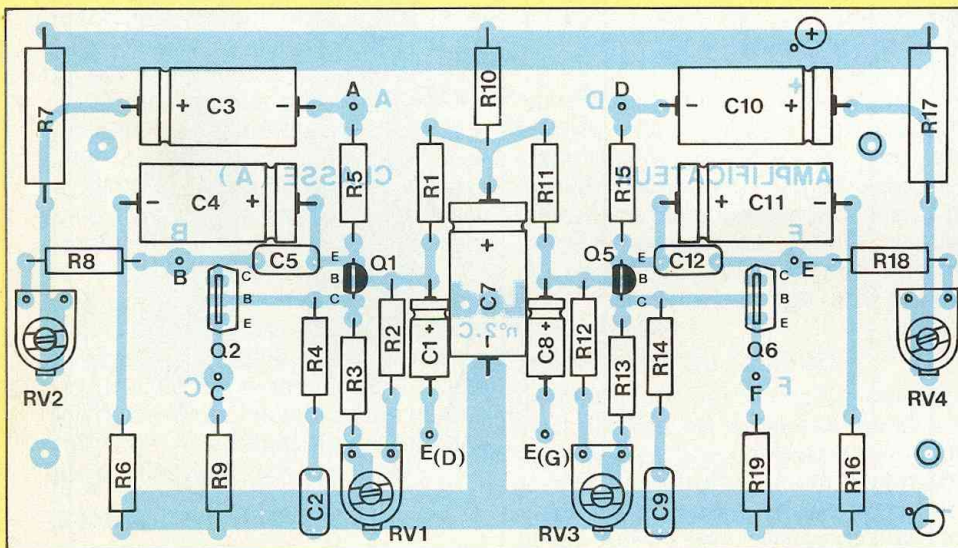 R7
C3
+ -
A
A
R10
D
D
+
+
C10
- +
R17
R5
R1
R11
R15
CLASSE (A)
AMPLIFICATEUR
C4
- +
C11
+ -
B
B
R8
C5
E
B
C
Q1
C7
+
-
Q5
E
B
C
C12
E
E
R18
C
B
E
Q2
R4
R3
R2
C1 +
n°2.C
C8 +
R12
R13
R14
C
B
E
Q6
RV2
RV4
C
C
F
F
E(D)
E(G)
R6
R9
C2
RV1
RV3
C9
R19
R16
-